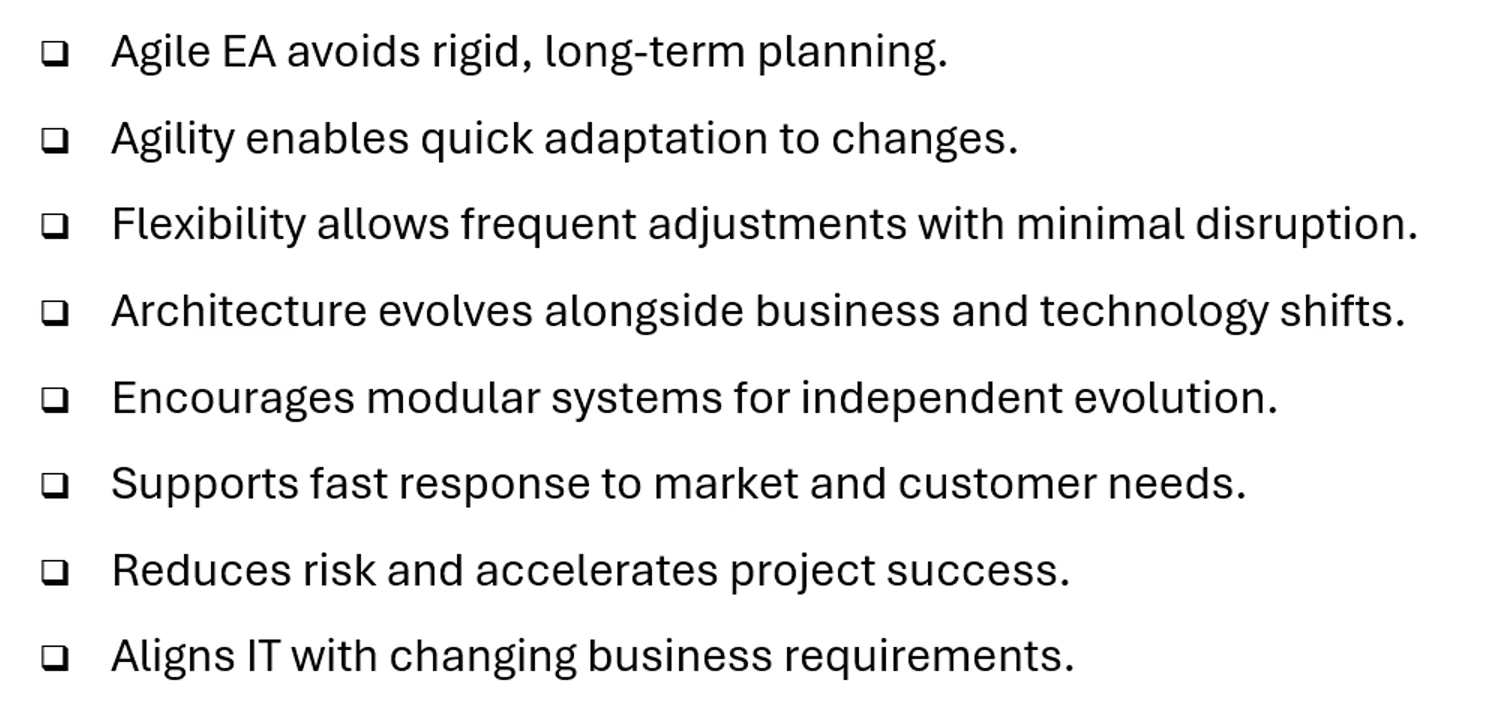 ❑ Agile EA avoids rigid, long-term planning.
❑ Agility enables quick adaptation to changes.
❑ Flexibility allows frequent adjustments with minimal disruption.
❑ Architecture evolves alongside business and technology shifts.
❑ Encourages modular systems for independent evolution.
❑ Supports fast response to market and customer needs.
❑ Reduces risk and accelerates project success.
❑ Aligns IT with changing business requirements.